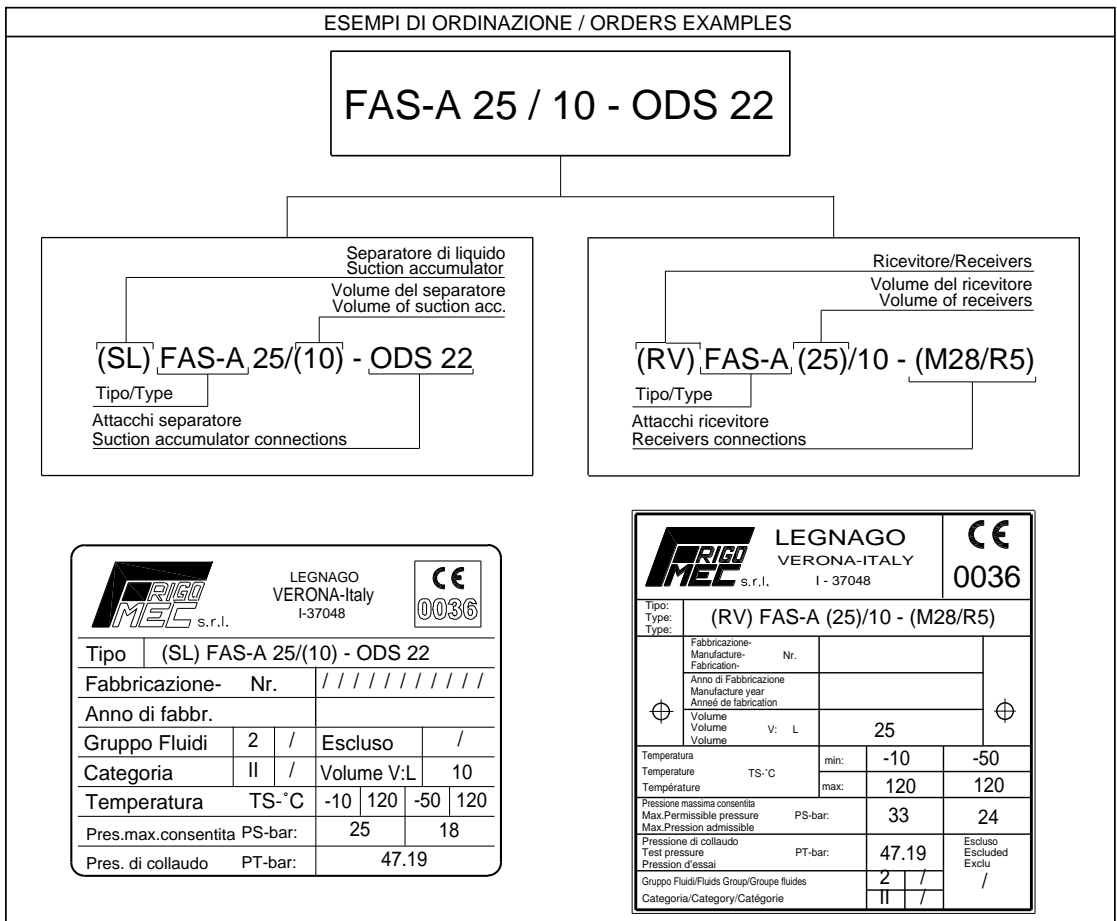 ESEMPI DI ORDINAZIONE / ORDERS EXAMPLES
FAS-A 25 / 10 - ODS 22
Separatore di liquido
Suction accumulator
Volume del separatore
Volume of suction acc.
(SL) FAS-A 25/(10) - ODS 22
Tipo/Type
Attacchi separatore
Suction accumulator connections
Ricevitore/Receivers
Volume del ricevitore
Volume of receivers
(RV) FAS-A (25)/10 - (M28/R5)
Tipo/Type
Attacchi ricevitore
Receivers connections
FRIGO
MEC s.r.l.
LEGNAGO
VERONA-Italy
I-37048
CE
0036
Tipo (SL) FAS-A 25/(10) - ODS 22
Fabbricazione- Nr. / / / / / / / / / / /
Anno di fabbr.
Gruppo Fluidi 2 / Escluso /
Categoria II / Volume V:L 10
Temperatura TS-°C -10 120 -50 120
Pres.max.consentita PS-bar: 25 18
Pres. di collaudo PT-bar: 47.19
FRIGO
MEC s.r.l.
LEGNAGO
VERONA-ITALY
I - 37048
CE
0036
Tipo:
Type:
Type:
(RV) FAS-A (25)/10 - (M28/R5)
Fabbricazione-
Manufacture- Nr.
Fabrication-
Anno di Fabbricazione
Manufacture year
Anneé de fabrication
Volume
Volume V: L 25
Volume
Temperatura
Temperature TS-°C
Température
min: -10 -50
max: 120 120
Pressione massima consentita
Max.Permissible pressure PS-bar: 33 24
Max.Pression admissible
Pressione di collaudo
Test pressure PT-bar: 47.19
Pression d'essai
Escluso
Escluded
Exclu
/
Gruppo Fluidi/Fluids Group/Groupe fluides 2 /
Categoria/Category/Catégorie II /